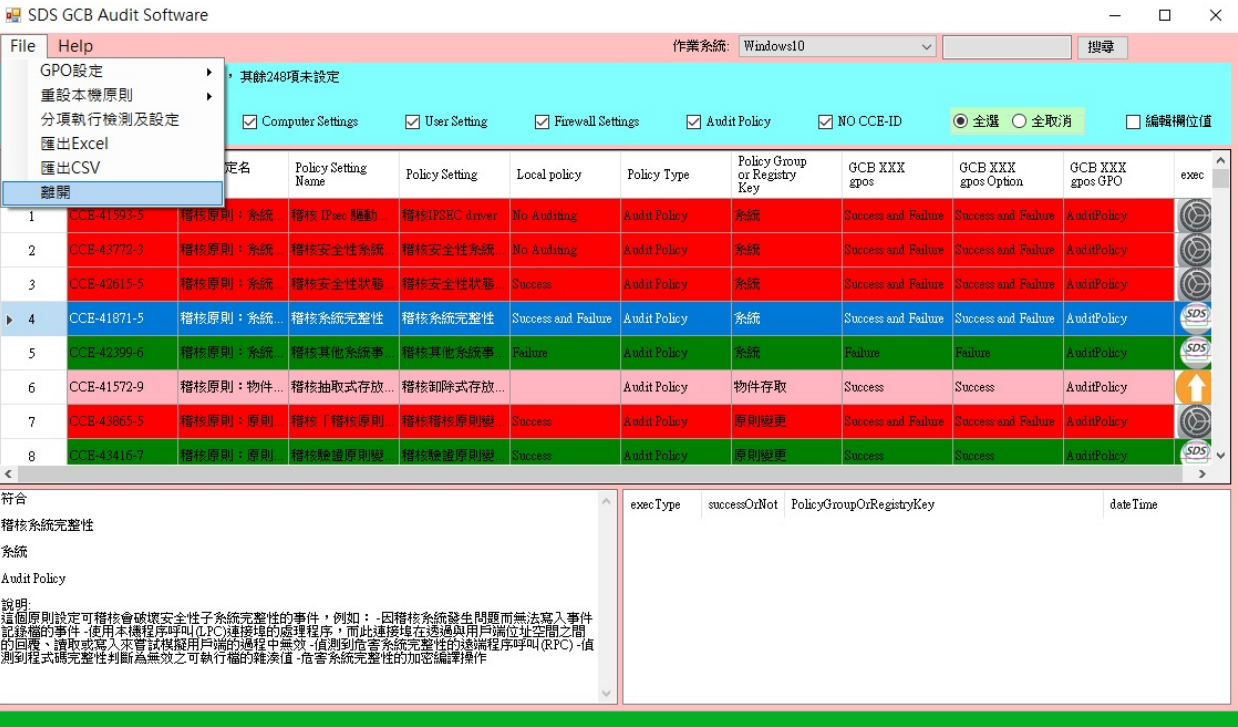 SDS GCB Audit Software
File Help 作業系統: Windows10 搜尋
GPO設定
重設本機原則
分項執行檢測及設定
匯出Excel
匯出CSV
離開
, 其餘248項未設定
Computer Settings User Setting Firewall Settings Audit Policy NO CCE-ID 全選 全取消 編輯欄位值
定名 Policy Setting Name Policy Setting Local policy Policy Type Policy Group or Registry Key GCB XXX gpos GCB XXX gpos Option GCB XXX gpos GPO exec
1 CCE-41593-5 稽核原則：系統... 稽核 IPsec 驅動... 稽核IPSEC driver No Auditing Audit Policy 系統 Success and Failure Success and Failure AuditPolicy
2 CCE-43772-3 稽核原則：系統... 稽核安全性系統... 稽核安全性系統... No Auditing Audit Policy 系統 Success and Failure Success and Failure AuditPolicy
3 CCE-42615-5 稽核原則：系統... 稽核安全性狀態... 稽核安全性狀態... Success Audit Policy 系統 Success and Failure Success and Failure AuditPolicy
4 CCE-41871-5 稽核原則：系統... 稽核系統完整性 稽核系統完整性 Success and Failure Audit Policy 系統 Success and Failure Success and Failure AuditPolicy SDS
5 CCE-42399-6 稽核原則：系統... 稽核其他系統事... 稽核其他系統事... Failure Audit Policy 系統 Failure Failure AuditPolicy SDS
6 CCE-41572-9 稽核原則：物件... 稽核抽取式存放... 稽核卸除式存放... Audit Policy 物件存取 Success Success AuditPolicy
7 CCE-43865-5 稽核原則：原則... 稽核「稽核原則... 稽核稽核原則變... Success Audit Policy 原則變更 Success and Failure Success and Failure AuditPolicy
8 CCE-43416-7 稽核原則：原則... 稽核驗證原則變... 稽核驗證原則變... Success Audit Policy 原則變更 Success Success AuditPolicy SDS
符合
稽核系統完整性
系統
Audit Policy
說明:
這個原則設定可稽核會破壞安全性子系統完整性的事件，例如： -因稽核系統發生問題而無法寫入事件
記錄檔的事件 -使用本機程序呼叫(LPC)連接埠的處理程序，而此連接埠在透過與用戶端位址空間之間
的回覆、讀取或寫入來嘗試模擬用戶端的過程中無效 -偵測到危害系統完整性的遠端程序呼叫(RPC) -偵
測到程式碼完整性判斷為無效之可執行檔的雜湊值 -危害系統完整性的加密編譯操作
execType successOrNot PolicyGroupOrRegistryKey dateTime